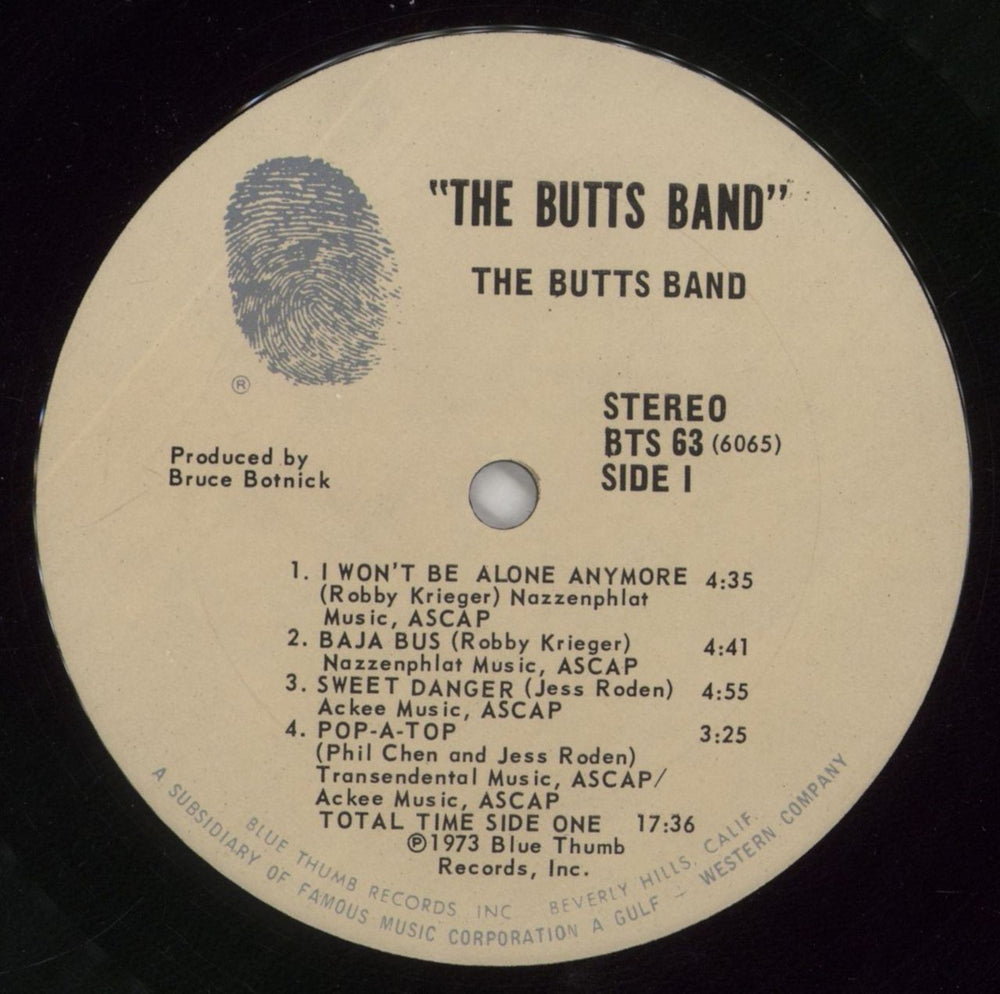 "THE BUTTS BAND"
THE BUTTS BAND
®
STEREO
BTS 63 (6065)
SIDE I
Produced by
Bruce Botnick
1. I WON'T BE ALONE ANYMORE 4:35
(Robby Krieger) Nazzenphlat
Music, ASCAP
2. BAJA BUS (Robby Krieger) 4:41
Nazzenphlat Music, ASCAP
3. SWEET DANGER (Jess Roden) 4:55
Ackee Music, ASCAP
4. POP-A-TOP 3:25
(Phil Chen and Jess Roden)
Transendental Music, ASCAP/
Ackee Music, ASCAP
TOTAL TIME SIDE ONE 17:36
℗1973 Blue Thumb
Records, Inc.
BLUE THUMB RECORDS, INC BEVERLY HILLS, CALIF.
A SUBSIDIARY OF FAMOUS MUSIC CORPORATION A GULF - WESTERN COMPANY